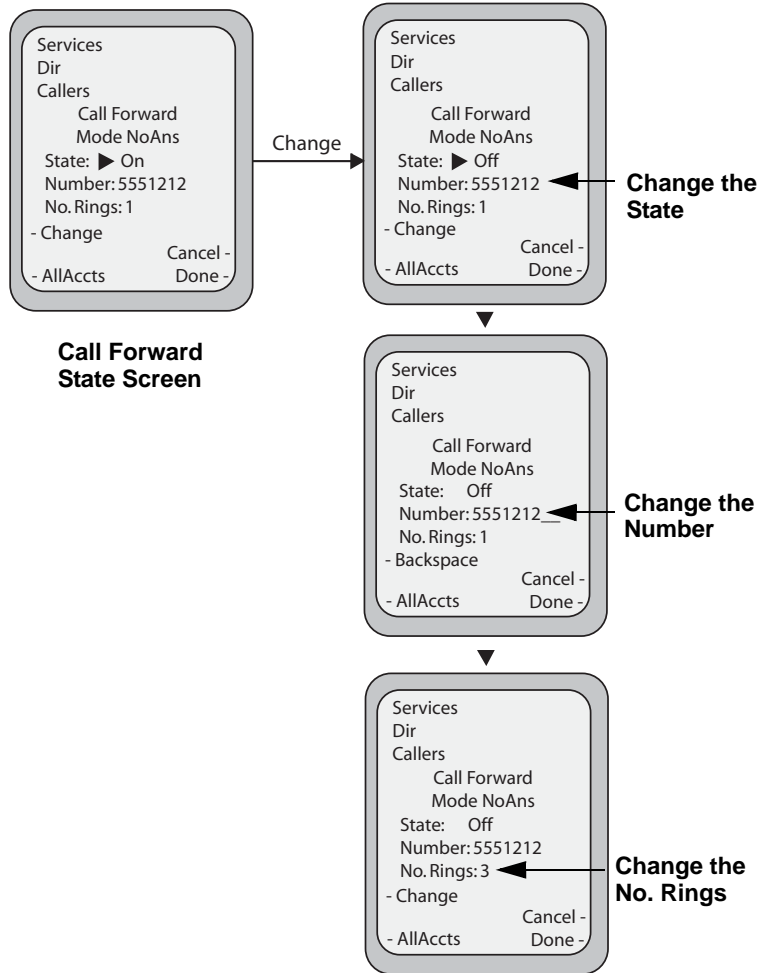 Services
Dir
Callers
Call Forward
Mode NoAns
State: ▶ On
Number: 5551212
No. Rings: 1
- Change
Cancel -
- AllAccts Done -
Call Forward
State Screen
Change
Services
Dir
Callers
Call Forward
Mode NoAns
State: ▶ Off
Number: 5551212
No. Rings: 1
- Change
Cancel -
- AllAccts Done -
Change the
State
Services
Dir
Callers
Call Forward
Mode NoAns
State: Off
Number: 5551212__
No. Rings: 1
- Backspace
Cancel -
- AllAccts Done -
Change the
Number
Services
Dir
Callers
Call Forward
Mode NoAns
State: Off
Number: 5551212
No. Rings: 3
- Change
Cancel -
- AllAccts Done -
Change the
No. Rings